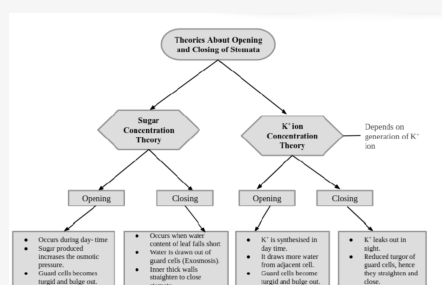 Theories About Opening
and Closing of Stomata
Sugar
Concentration
Theory
K⁺ ion
Concentration
Theory
Depends on
generation of K⁺
ion
Opening
Closing
Opening
Closing
● Occurs during day- time
● Sugar produced
increases the osmotic
pressure.
● Guard cells becomes
turgid and bulge out.
● Occurs when water
content of leaf falls short
● Water is drawn out of
guard cells (Exosmosis).
● Inner thick walls
straighten to close
● K⁺ is synthesised in
day time.
● It draws more water
from adjacent cell.
● Guard cells become
turgid and bulge out.
● K⁺ leaks out in
night.
● Reduced turgor of
guard cells, hence
they straighten and
close.